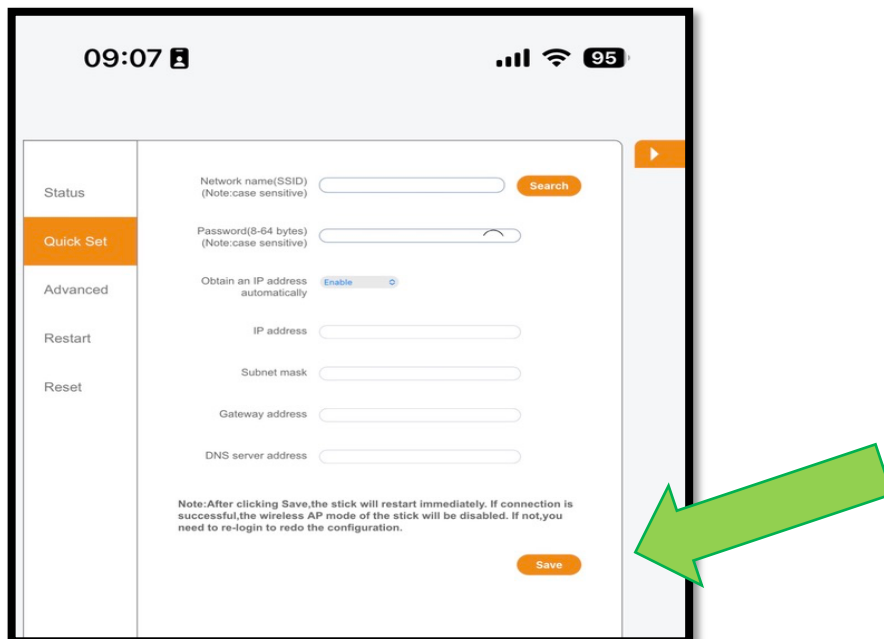 09:07
95
Status
Quick Set
Advanced
Restart
Reset
Network name(SSID)
(Note:case sensitive)
Search
Password(8-64 bytes)
(Note:case sensitive)
Obtain an IP address
automatically
Enable
IP address
Subnet mask
Gateway address
DNS server address
Note:After clicking Save,the stick will restart immediately. If connection is
successful,the wireless AP mode of the stick will be disabled. If not,you
need to re-login to redo the configuration.
Save